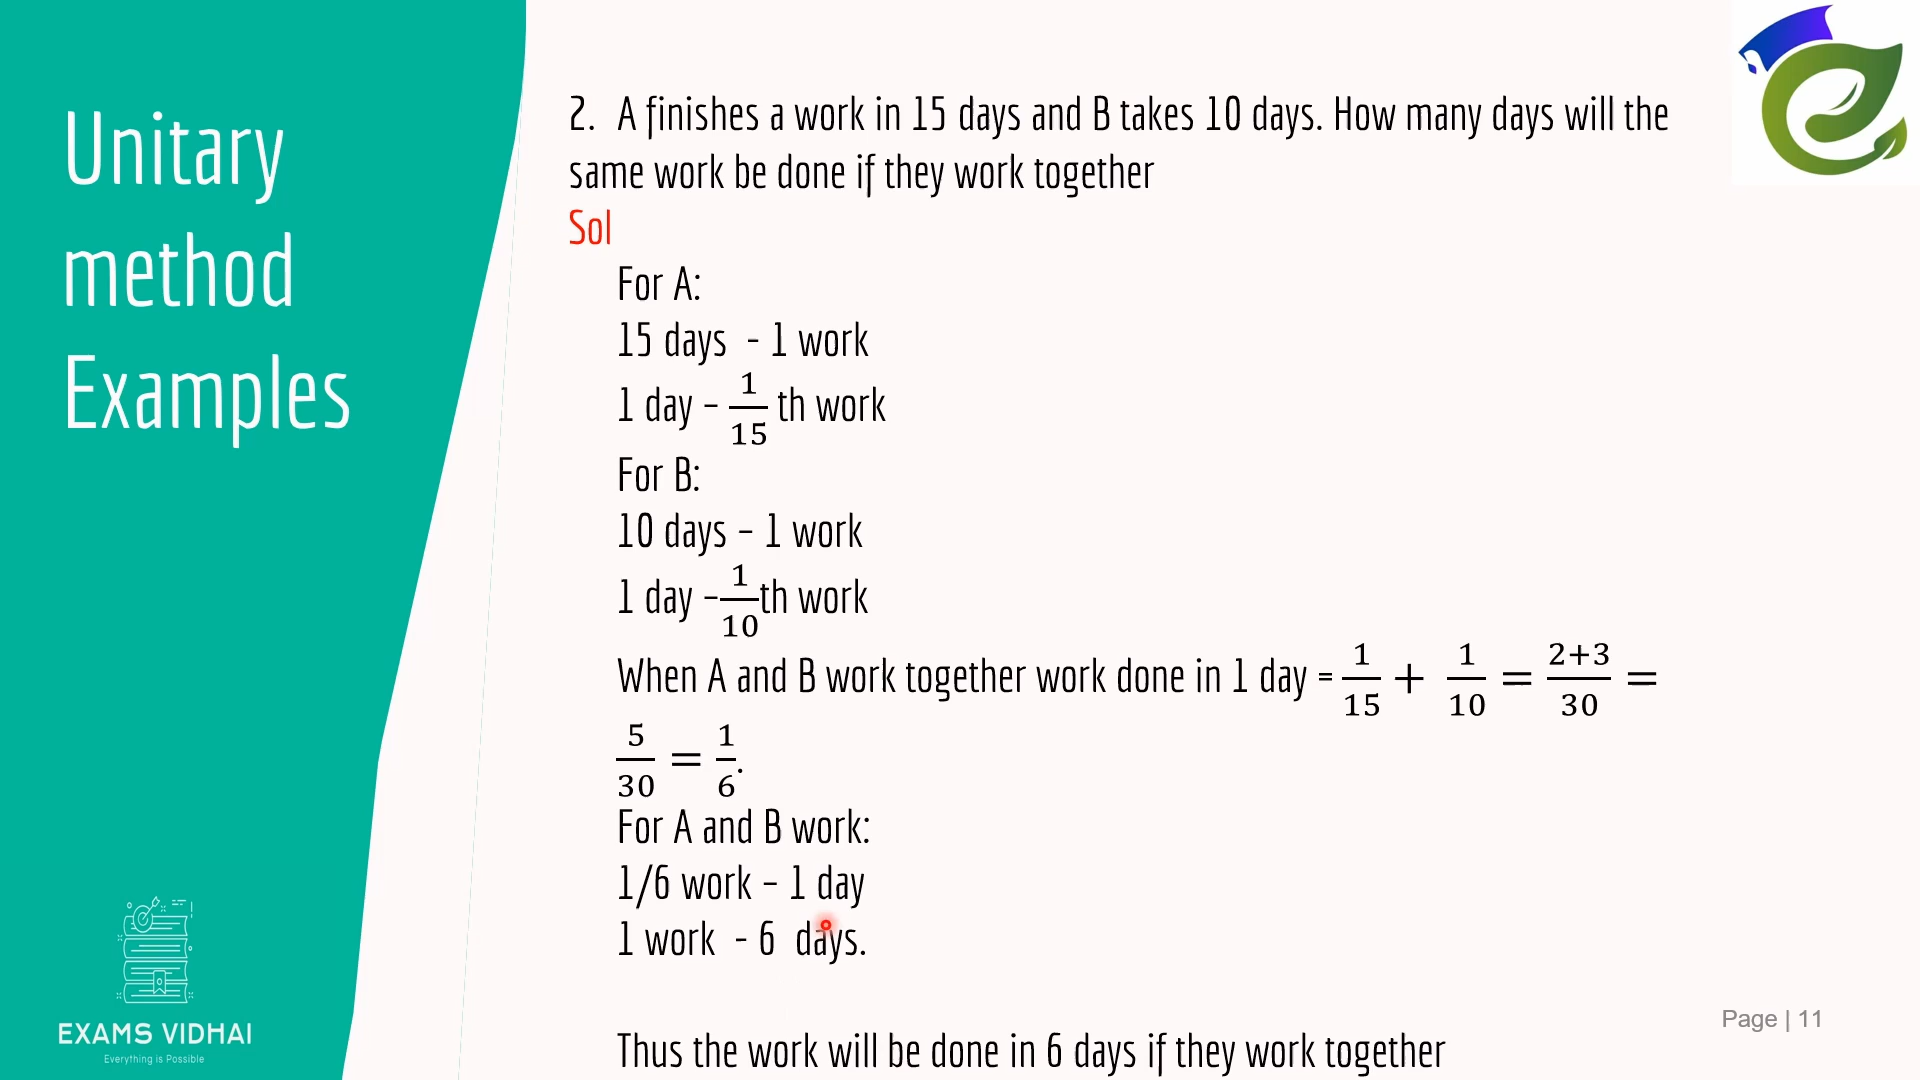 Unitary
method
Examples
2. A finishes a work in 15 days and B takes 10 days. How many days will the
same work be done if they work together
Sol
For A:
15 days - 1 work
1 day – 1/15 th work
For B:
10 days – 1 work
1 day –1/10th work
When A and B work together work done in 1 day = 1/15 + 1/10 = 2+3/30 =
5/30 = 1/6.
For A and B work:
1/6 work – 1 day
1 work - 6 days.
Thus the work will be done in 6 days if they work together
EXAMS VIDHAI
Everything is Possible
Page | 11